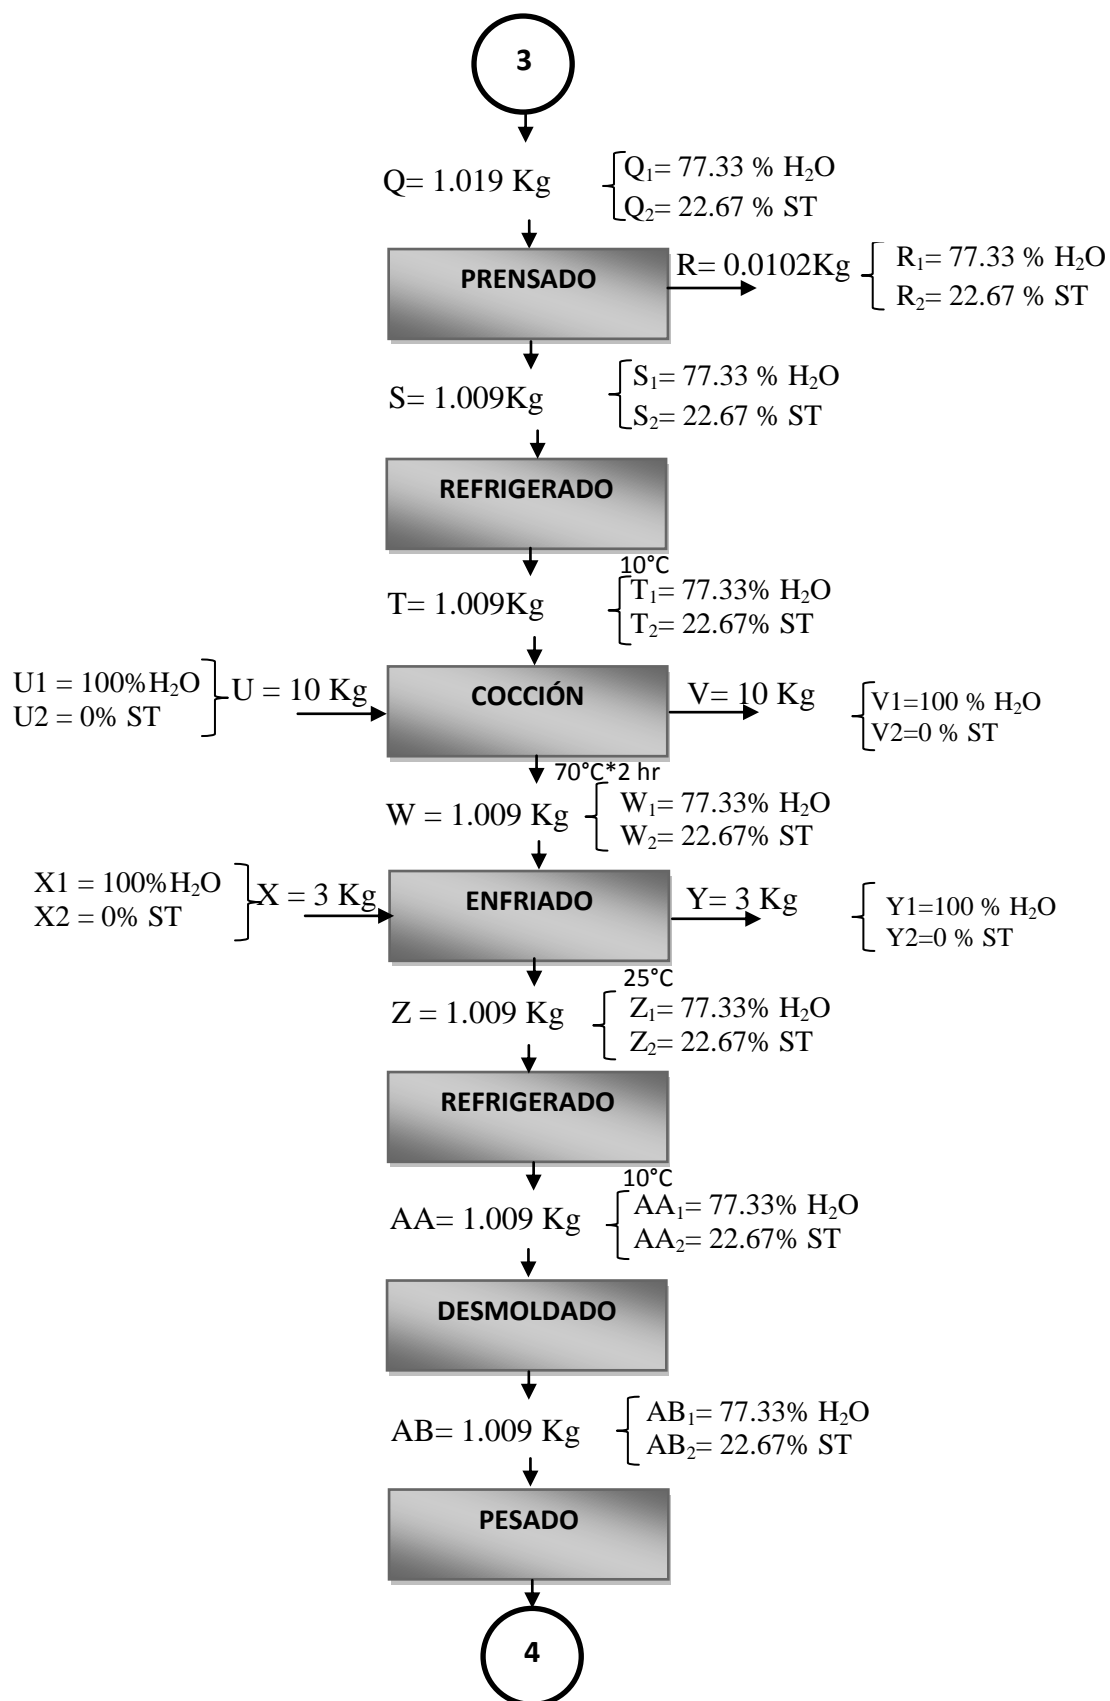 3
Q= 1.019 Kg
Q₁= 77.33 % H₂O
Q₂= 22.67 % ST
PRENSADO
R= 0.0102Kg
R₁= 77.33 % H₂O
R₂= 22.67 % ST
S= 1.009Kg
S₁= 77.33 % H₂O
S₂= 22.67 % ST
REFRIGERADO
10°C
T= 1.009Kg
T₁= 77.33% H₂O
T₂= 22.67% ST
U1 = 100%H₂O
U2 = 0% ST
U = 10 Kg
COCCIÓN
V= 10 Kg
V1=100 % H₂O
V2=0 % ST
70°C*2 hr
W = 1.009 Kg
W₁= 77.33% H₂O
W₂= 22.67% ST
X1 = 100%H₂O
X2 = 0% ST
X = 3 Kg
ENFRIADO
Y= 3 Kg
Y1=100 % H₂O
Y2=0 % ST
25°C
Z = 1.009 Kg
Z₁= 77.33% H₂O
Z₂= 22.67% ST
REFRIGERADO
10°C
AA= 1.009 Kg
AA₁= 77.33% H₂O
AA₂= 22.67% ST
DESMOLDADO
AB= 1.009 Kg
AB₁= 77.33% H₂O
AB₂= 22.67% ST
PESADO
4